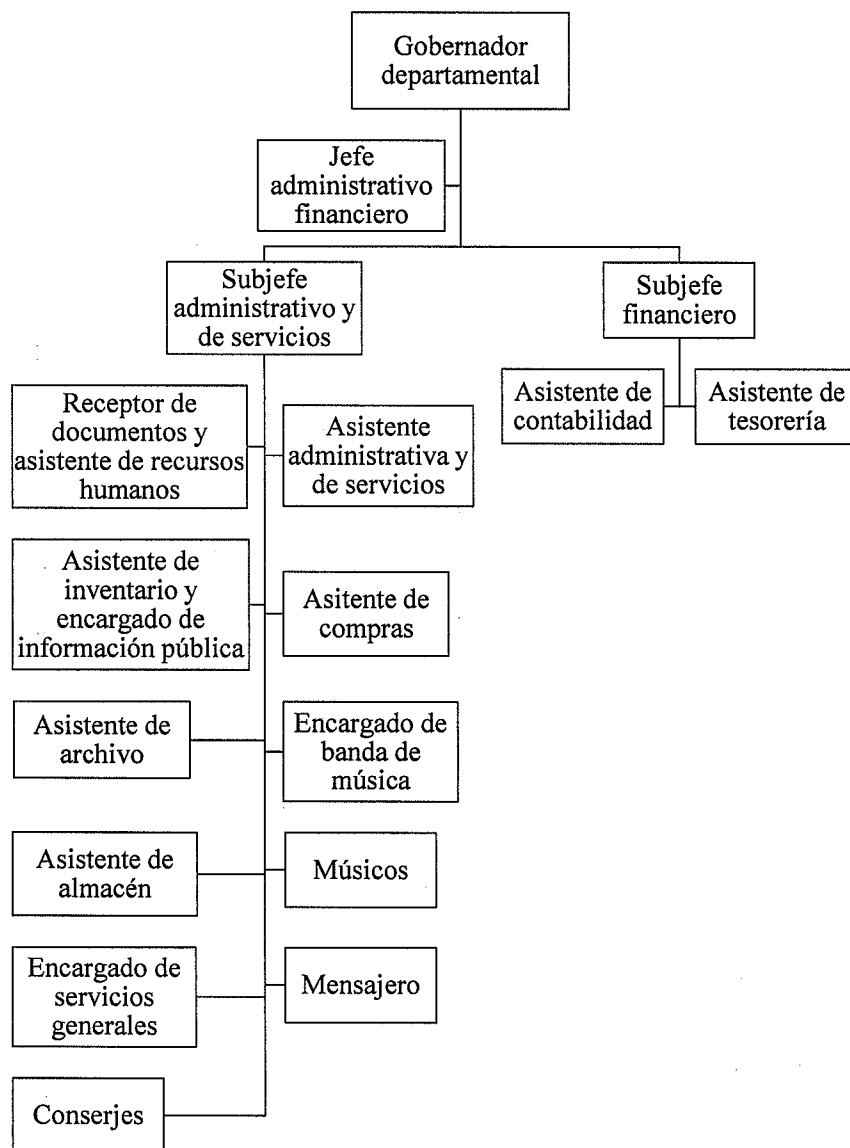 Gobernador
departamental
Jefe
administrativo
financiero
Subjefe
administrativo y
de servicios
Subjefe
financiero
Receptor de
documentos y
asistente de recursos
humanos
Asistente
administrativa y
de servicios
Asistente de
contabilidad
Asistente de
tesorería
Asistente de
inventario y
encargado de
información pública
Asitente de
compras
Asistente de
archivo
Encargado de
banda de
música
Asistente de
almacén
Músicos
Encargado de
servicios
generales
Mensajero
Conserjes